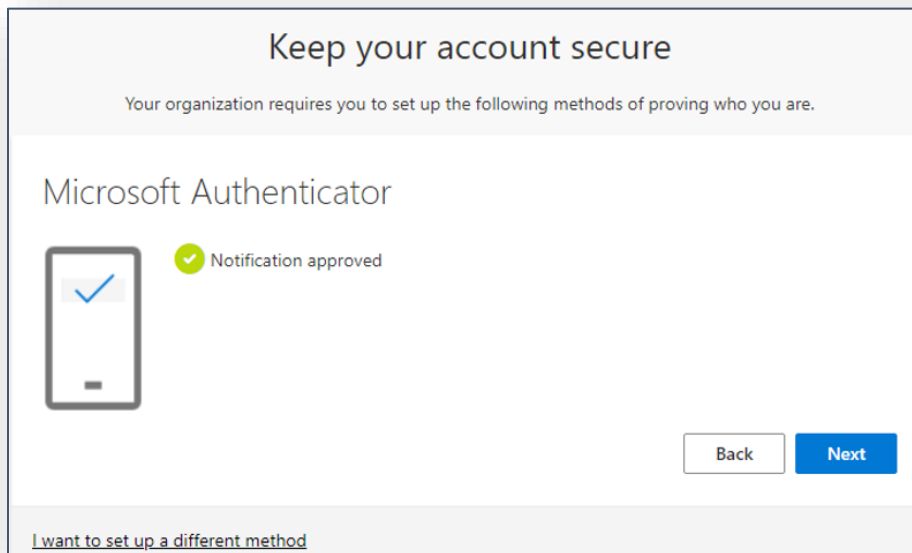 Keep your account secure
Your organization requires you to set up the following methods of proving who you are.
Microsoft Authenticator
Notification approved
Back
Next
I want to set up a different method